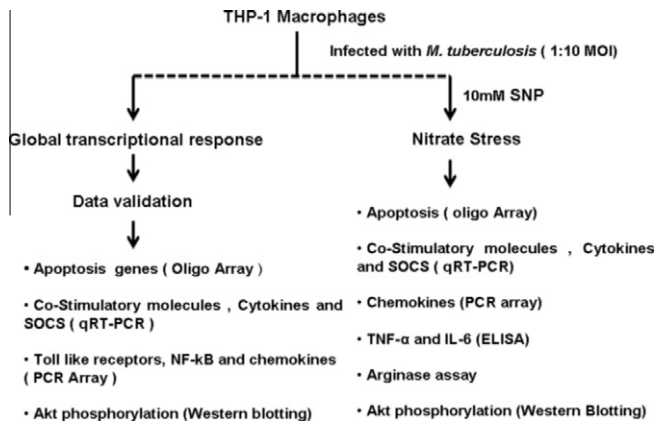 THP-1 Macrophages
Infected with M. tuberculosis ( 1:10 MOI)
10mM SNP
Global transcriptional response
Data validation
• Apoptosis genes ( Oligo Array )
• Co-Stimulatory molecules , Cytokines and
SOCS ( qRT-PCR )
• Toll like receptors, NF-kB and chemokines
( PCR Array )
• Akt phosphorylation (Western blotting)
Nitrate Stress
• Apoptosis ( oligo Array)
• Co-Stimulatory molecules , Cytokines
and SOCS ( qRT-PCR)
• Chemokines (PCR array)
• TNF-α and IL-6 (ELISA)
• Arginase assay
• Akt phosphorylation (Western Blotting)